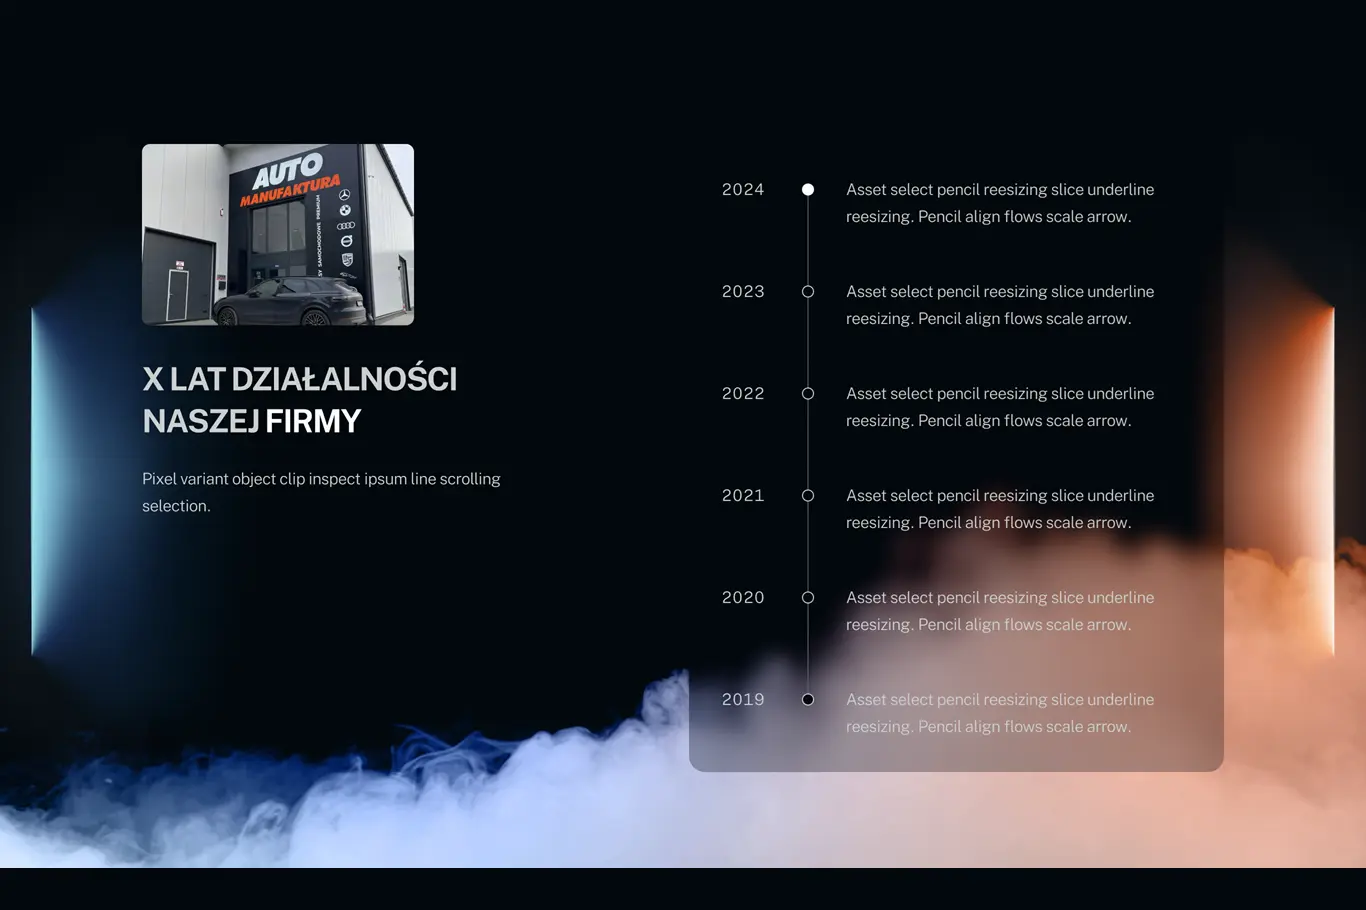 AUTO
MANUFAKTURA
SAMOCHODOWE PREMIUM
X LAT DZIAŁALNOŚCI
NASZEJ FIRMY
Pixel variant object clip inspect ipsum line scrolling
selection.
2024
Asset select pencil reesizing slice underline
reesizing. Pencil align flows scale arrow.
2023
Asset select pencil reesizing slice underline
reesizing. Pencil align flows scale arrow.
2022
Asset select pencil reesizing slice underline
reesizing. Pencil align flows scale arrow.
2021
Asset select pencil reesizing slice underline
reesizing. Pencil align flows scale arrow.
2020
Asset select pencil reesizing slice underline
reesizing. Pencil align flows scale arrow.
2019
Asset select pencil reesizing slice underline
reesizing. Pencil align flows scale arrow.